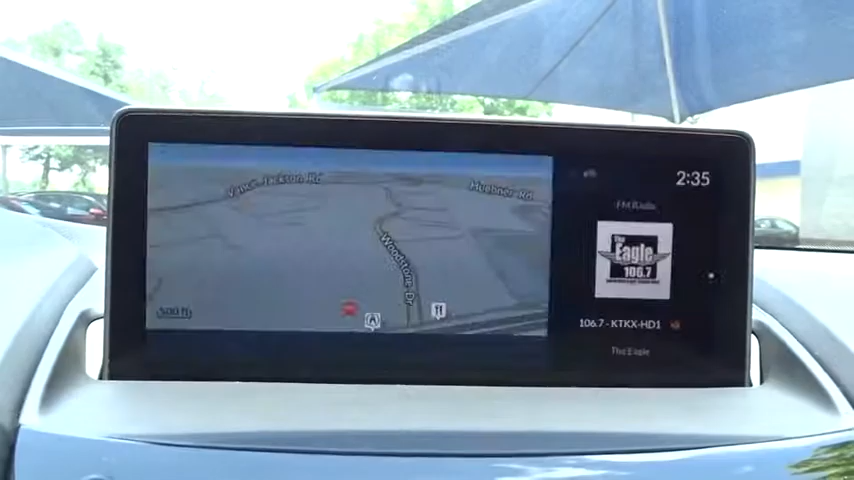 Vance Jackson Rd
Muebner Rd
Woodstone Dr
500 ft
2:35
FM Radio
The
Eagle
106.7
106.7 - KTKX-HD1
The Eagle